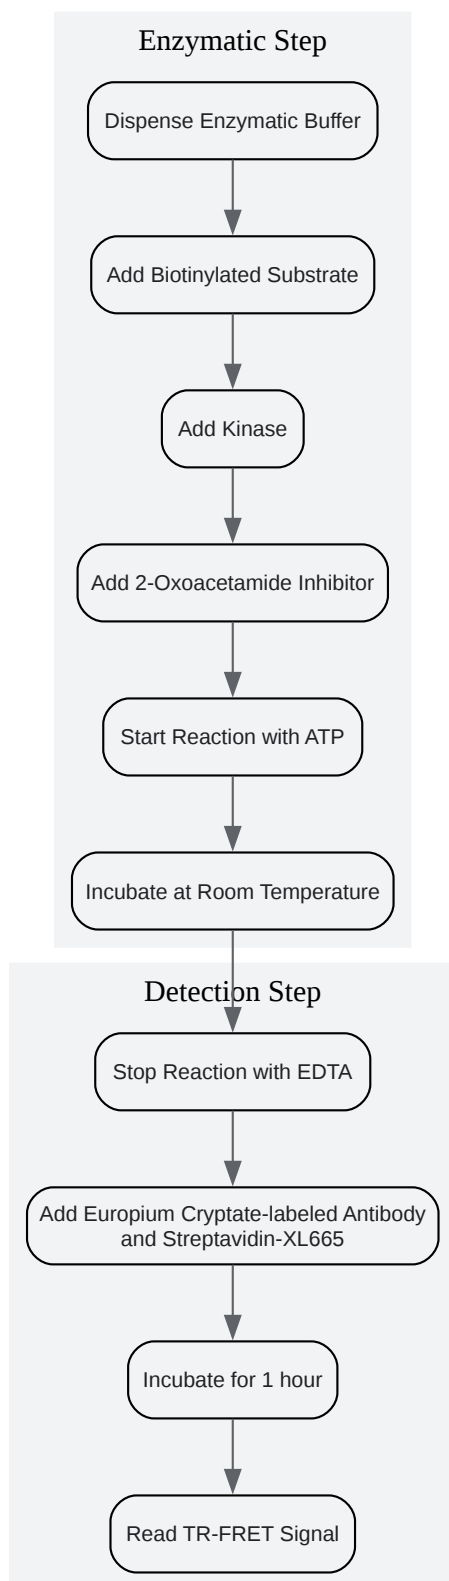 Enzymatic Step
Dispense Enzymatic Buffer
Add Biotinylated Substrate
Add Kinase
Add 2-Oxoacetamide Inhibitor
Start Reaction with ATP
Incubate at Room Temperature
Detection Step
Stop Reaction with EDTA
Add Europium Cryptate-labeled Antibody
and Streptavidin-XL665
Incubate for 1 hour
Read TR-FRET Signal